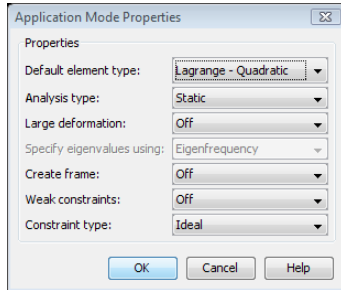 Application Mode Properties
Properties
Default element type: Lagrange - Quadratic
Analysis type: Static
Large deformation: Off
Specify eigenvalues using: Eigenfrequency
Create frame: Off
Weak constraints: Off
Constraint type: Ideal
OK Cancel Help